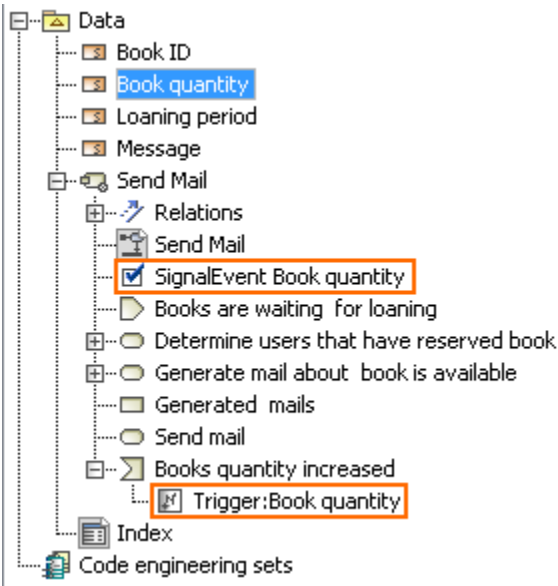 Data
Book ID
Book quantity
Loaning period
Message
Send Mail
Relations
Send Mail
SignalEvent Book quantity
Books are waiting for loaning
Determine users that have reserved book
Generate mail about book is available
Generated mails
Send mail
Books quantity increased
Trigger:Book quantity
Index
Code engineering sets